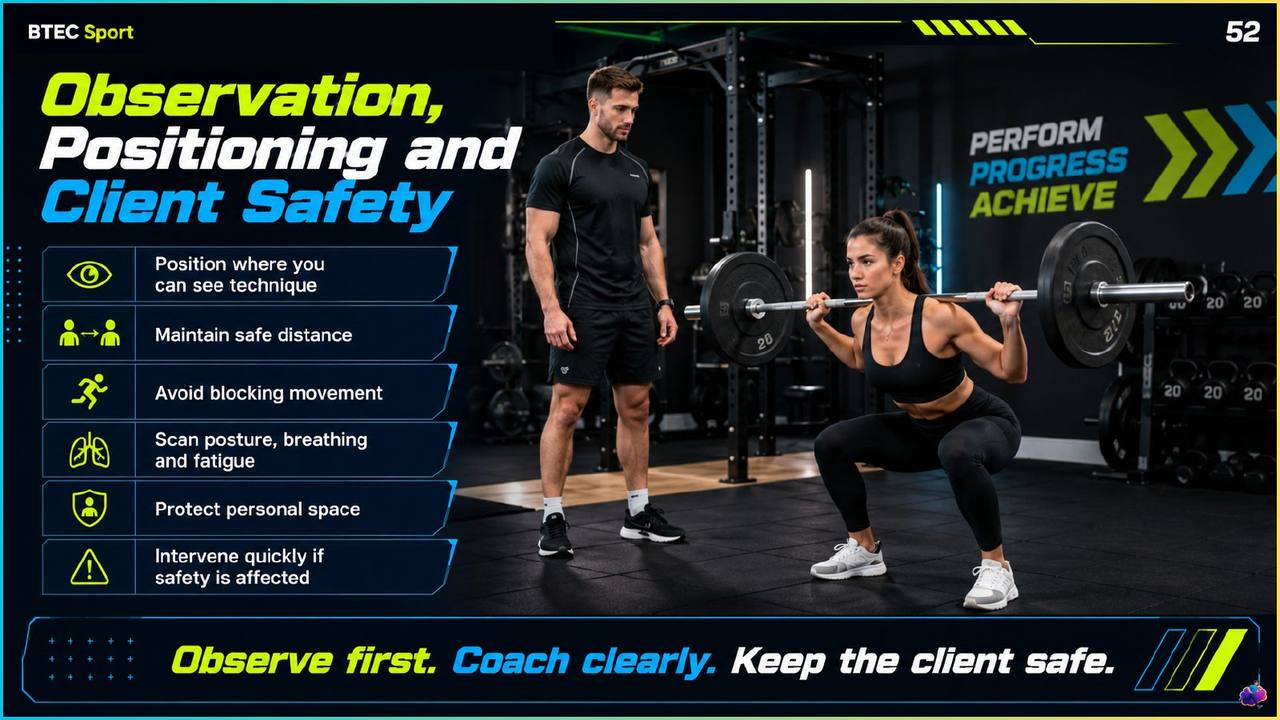 BTEC Sport
52
Observation,
Positioning and
Client Safety
Position where you
can see technique
Maintain safe distance
Avoid blocking movement
Scan posture, breathing
and fatigue
Protect personal space
Intervene quickly if
safety is affected
PERFORM
PROGRESS
ACHIEVE
20
20
20
20
20
20
20
Observe first. Coach clearly. Keep the client safe.